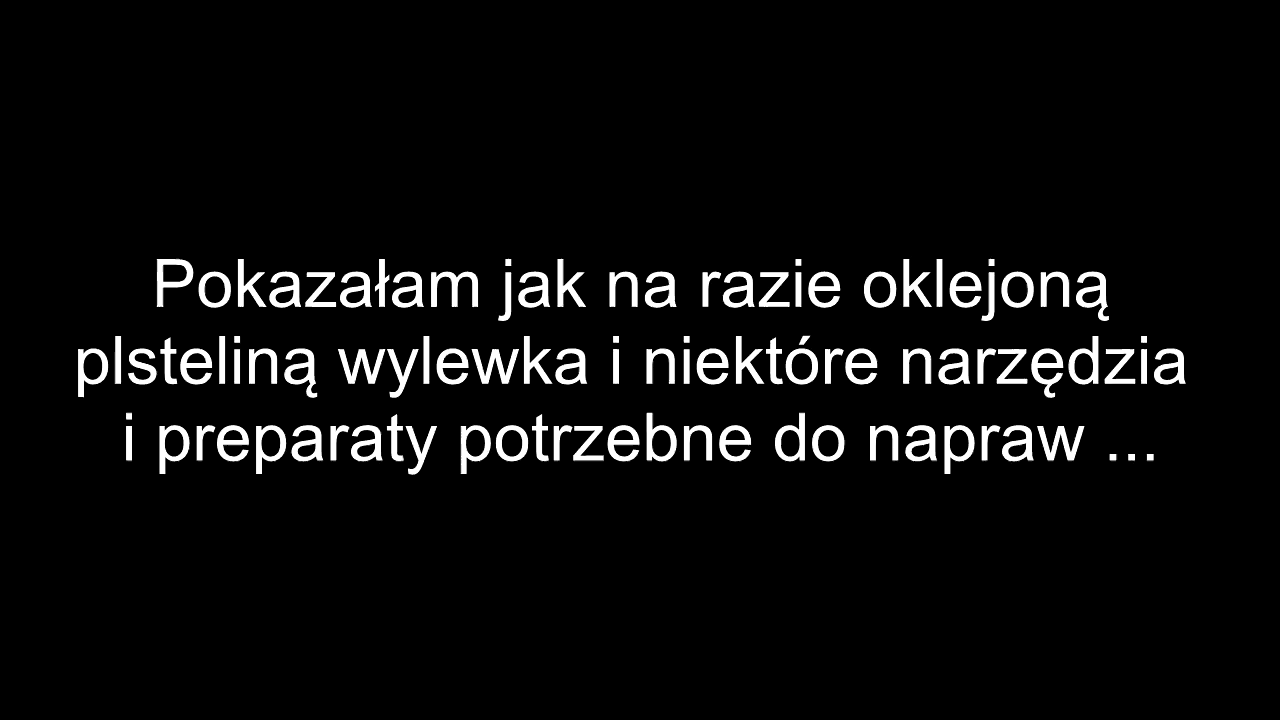 Pokazałam jak na razie oklejoną
plsteliną wylewka i niektóre narzędzia
i preparaty potrzebne do napraw ...